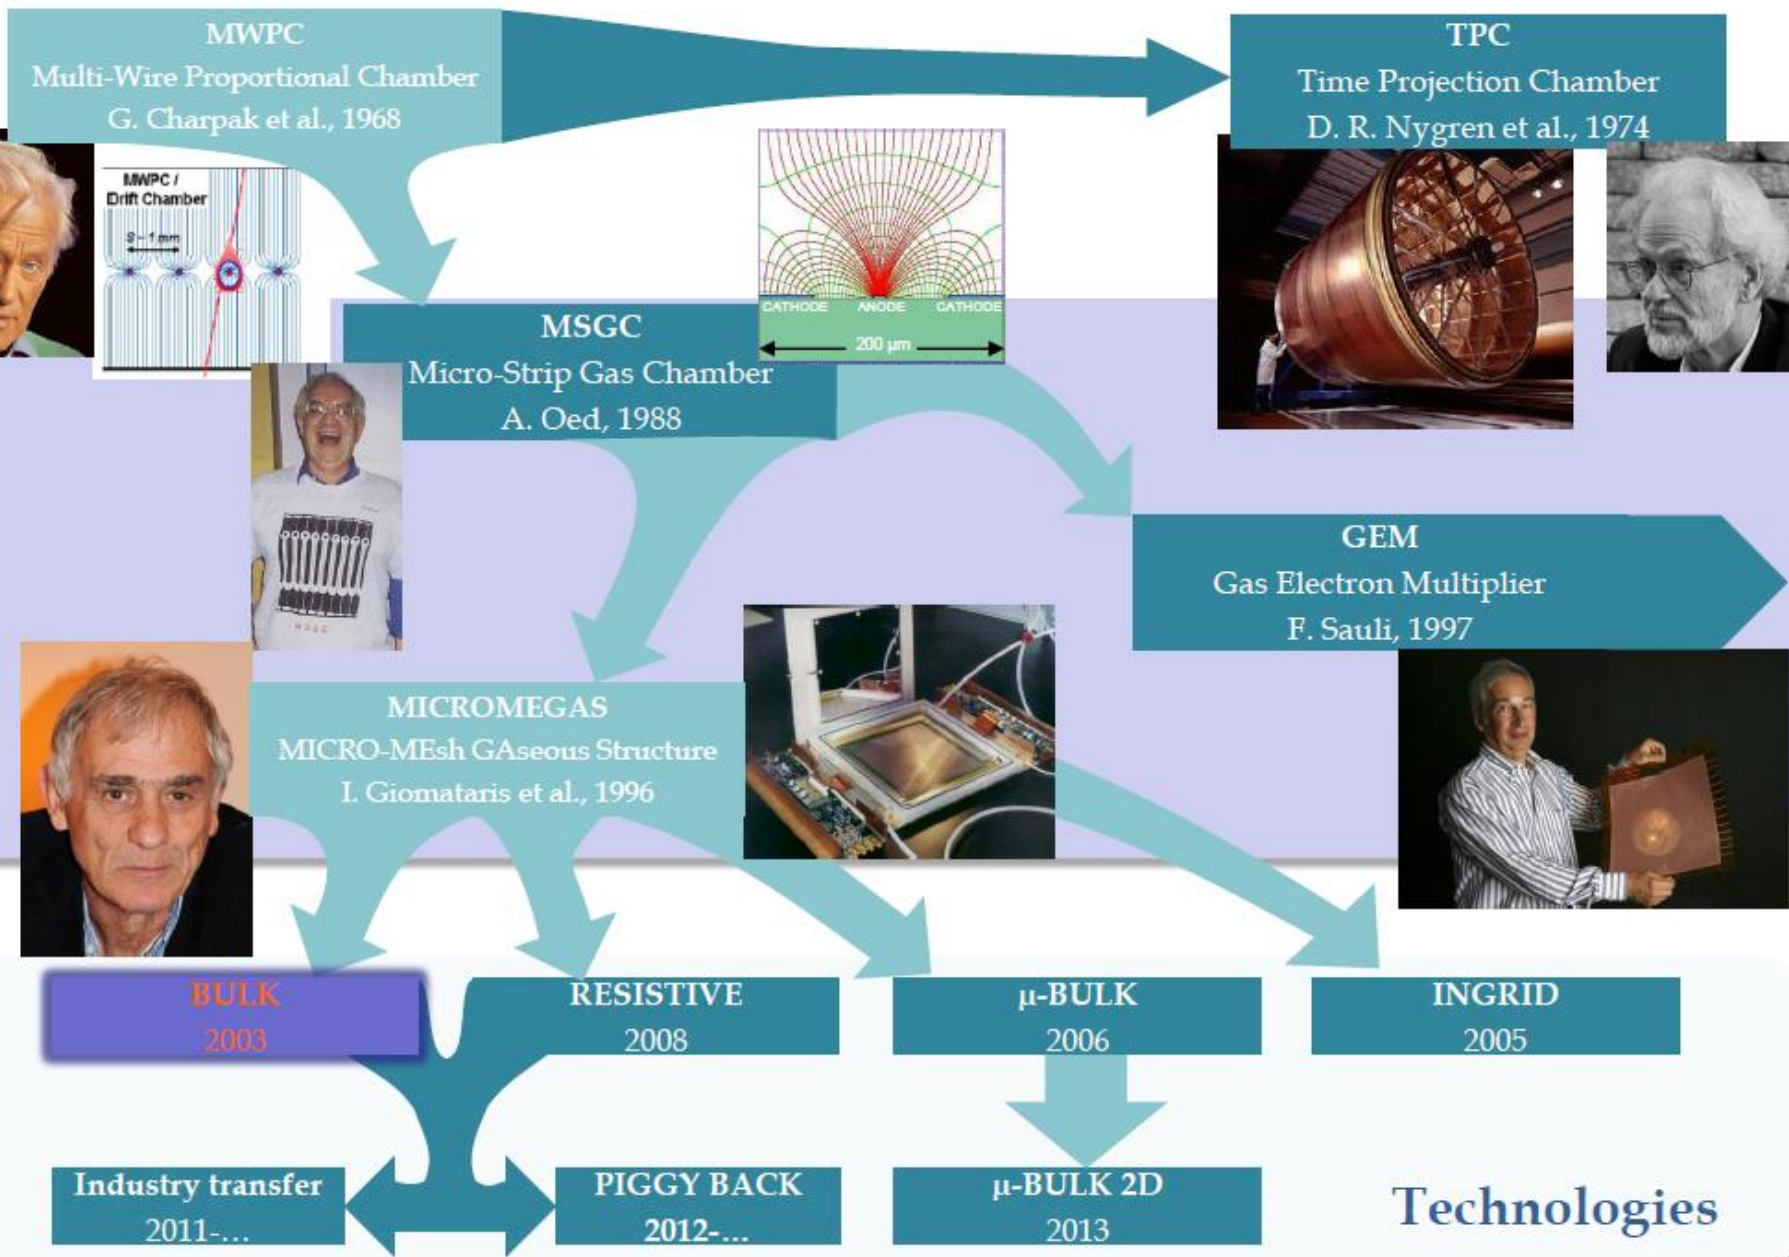 MWPC
Multi-Wire Proportional Chamber
G. Charpak et al., 1968
TPC
Time Projection Chamber
D. R. Nygren et al., 1974
MWPC /
Drift Chamber
S ~ 1 mm
CATHODE ANODE CATHODE
200 µm
MSGC
Micro-Strip Gas Chamber
A. Oed, 1988
MSGC
GEM
Gas Electron Multiplier
F. Sauli, 1997
MICROMEGAS
MICRO-MEsh GAseous Structure
I. Giomataris et al., 1996
BULK
2003
RESISTIVE
2008
µ-BULK
2006
INGRID
2005
Industry transfer
2011-...
PIGGY BACK
2012-...
µ-BULK 2D
2013
Technologies